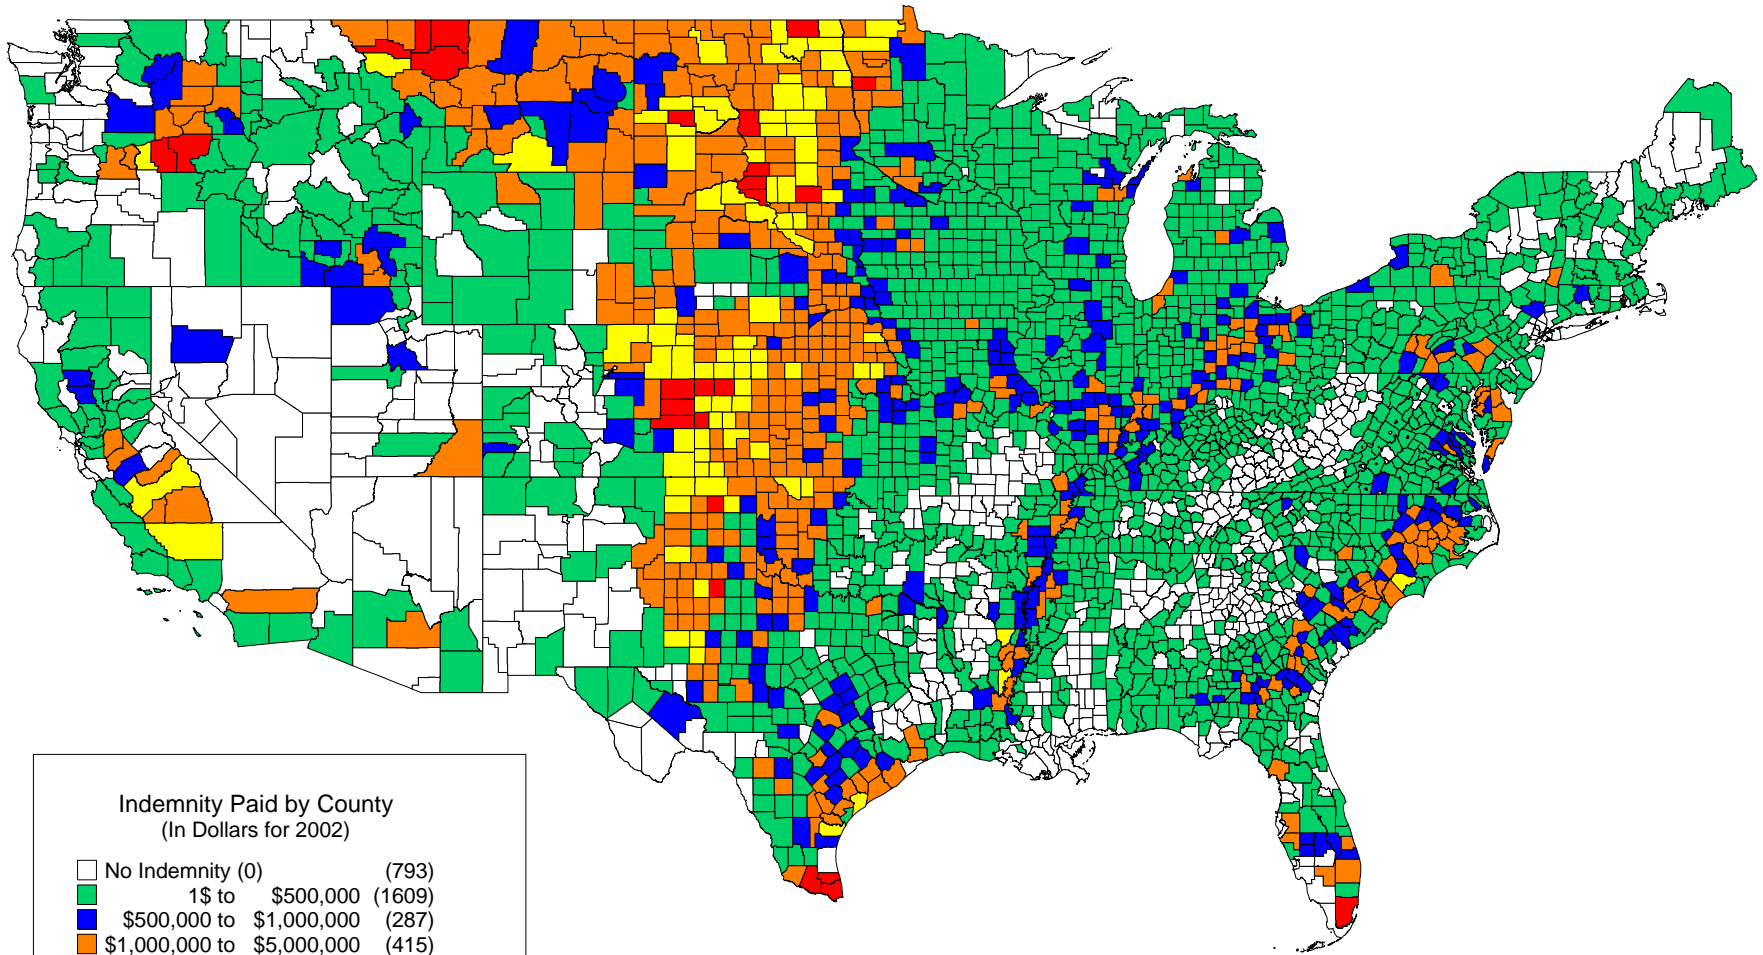 Indemnity Paid by County
(In Dollars for 2002)
No Indemnity (0) (793)
1$ to $500,000 (1609)
$500,000 to $1,000,000 (287)
$1,000,000 to $5,000,000 (415)